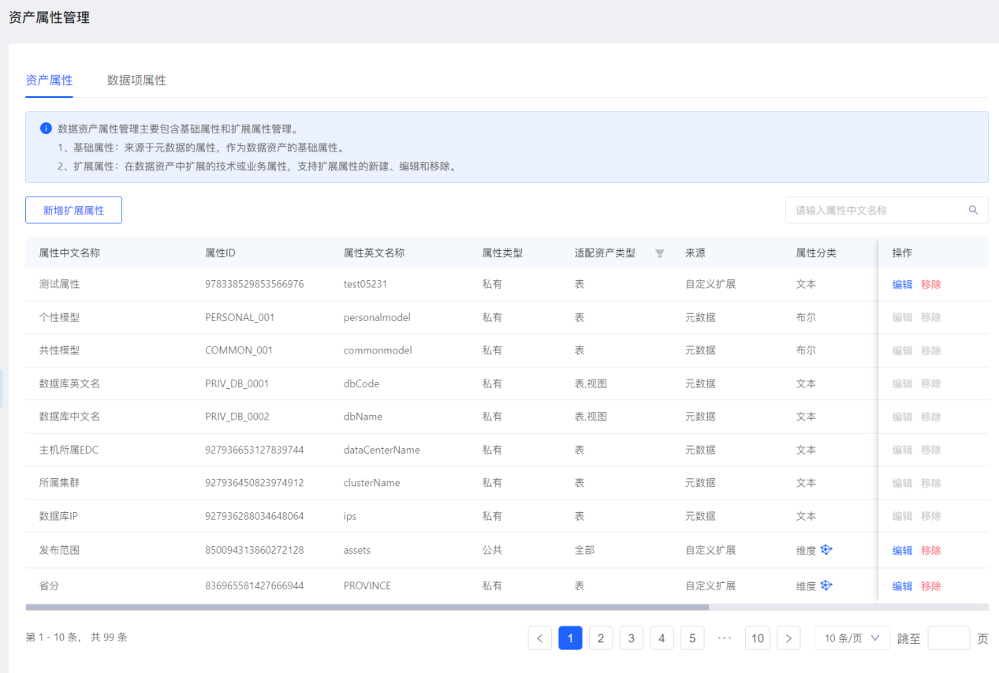 资产属性管理
资产属性 数据项属性
数据资产属性管理主要包含基础属性和扩展属性管理。
1、基础属性：来源于元数据的属性，作为数据资产的基础属性。
2、扩展属性：在数据资产中扩展的技术或业务属性，支持扩展属性的新建、编辑和移除。
新增扩展属性 请输入属性中文名称
属性中文名称 属性ID 属性英文名称 属性类型 适配资产类型 来源 属性分类 操作
测试属性 978338529853566976 test05231 私有 表 自定义扩展 文本 编辑 移除
个性模型 PERSONAL_001 personalmodel 私有 表 元数据 布尔 编辑 移除
共性模型 COMMON_001 commonmodel 私有 表 元数据 布尔 编辑 移除
数据库英文名 PRIV_DB_0001 dbCode 私有 表,视图 元数据 文本 编辑 移除
数据库中文名 PRIV_DB_0002 dbName 私有 表,视图 元数据 文本 编辑 移除
主机所属EDC 927936653127839744 dataCenterName 私有 表 元数据 文本 编辑 移除
所属集群 927936450823974912 clusterName 私有 表 元数据 文本 编辑 移除
数据库IP 927936288034648064 ips 私有 表 元数据 文本 编辑 移除
发布范围 850094313860272128 assets 公共 全部 自定义扩展 维度 编辑 移除
省分 836965581427666944 PROVINCE 私有 表 自定义扩展 维度 编辑 移除
第 1 - 10 条， 共 99 条 < 1 2 3 4 5 ••• 10 > 10 条/页 跳至 页